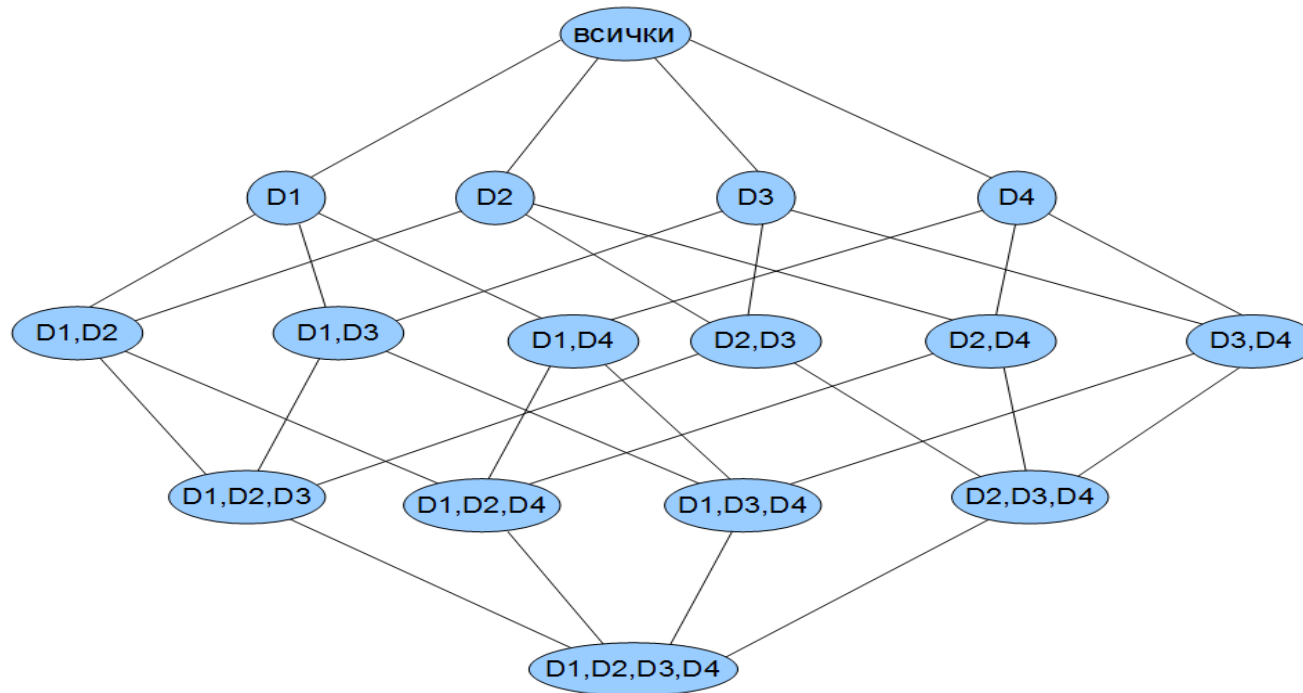 всички
D1
D2
D3
D4
D1,D2
D1,D3
D1,D4
D2,D3
D2,D4
D3,D4
D1,D2,D3
D1,D2,D4
D1,D3,D4
D2,D3,D4
D1,D2,D3,D4